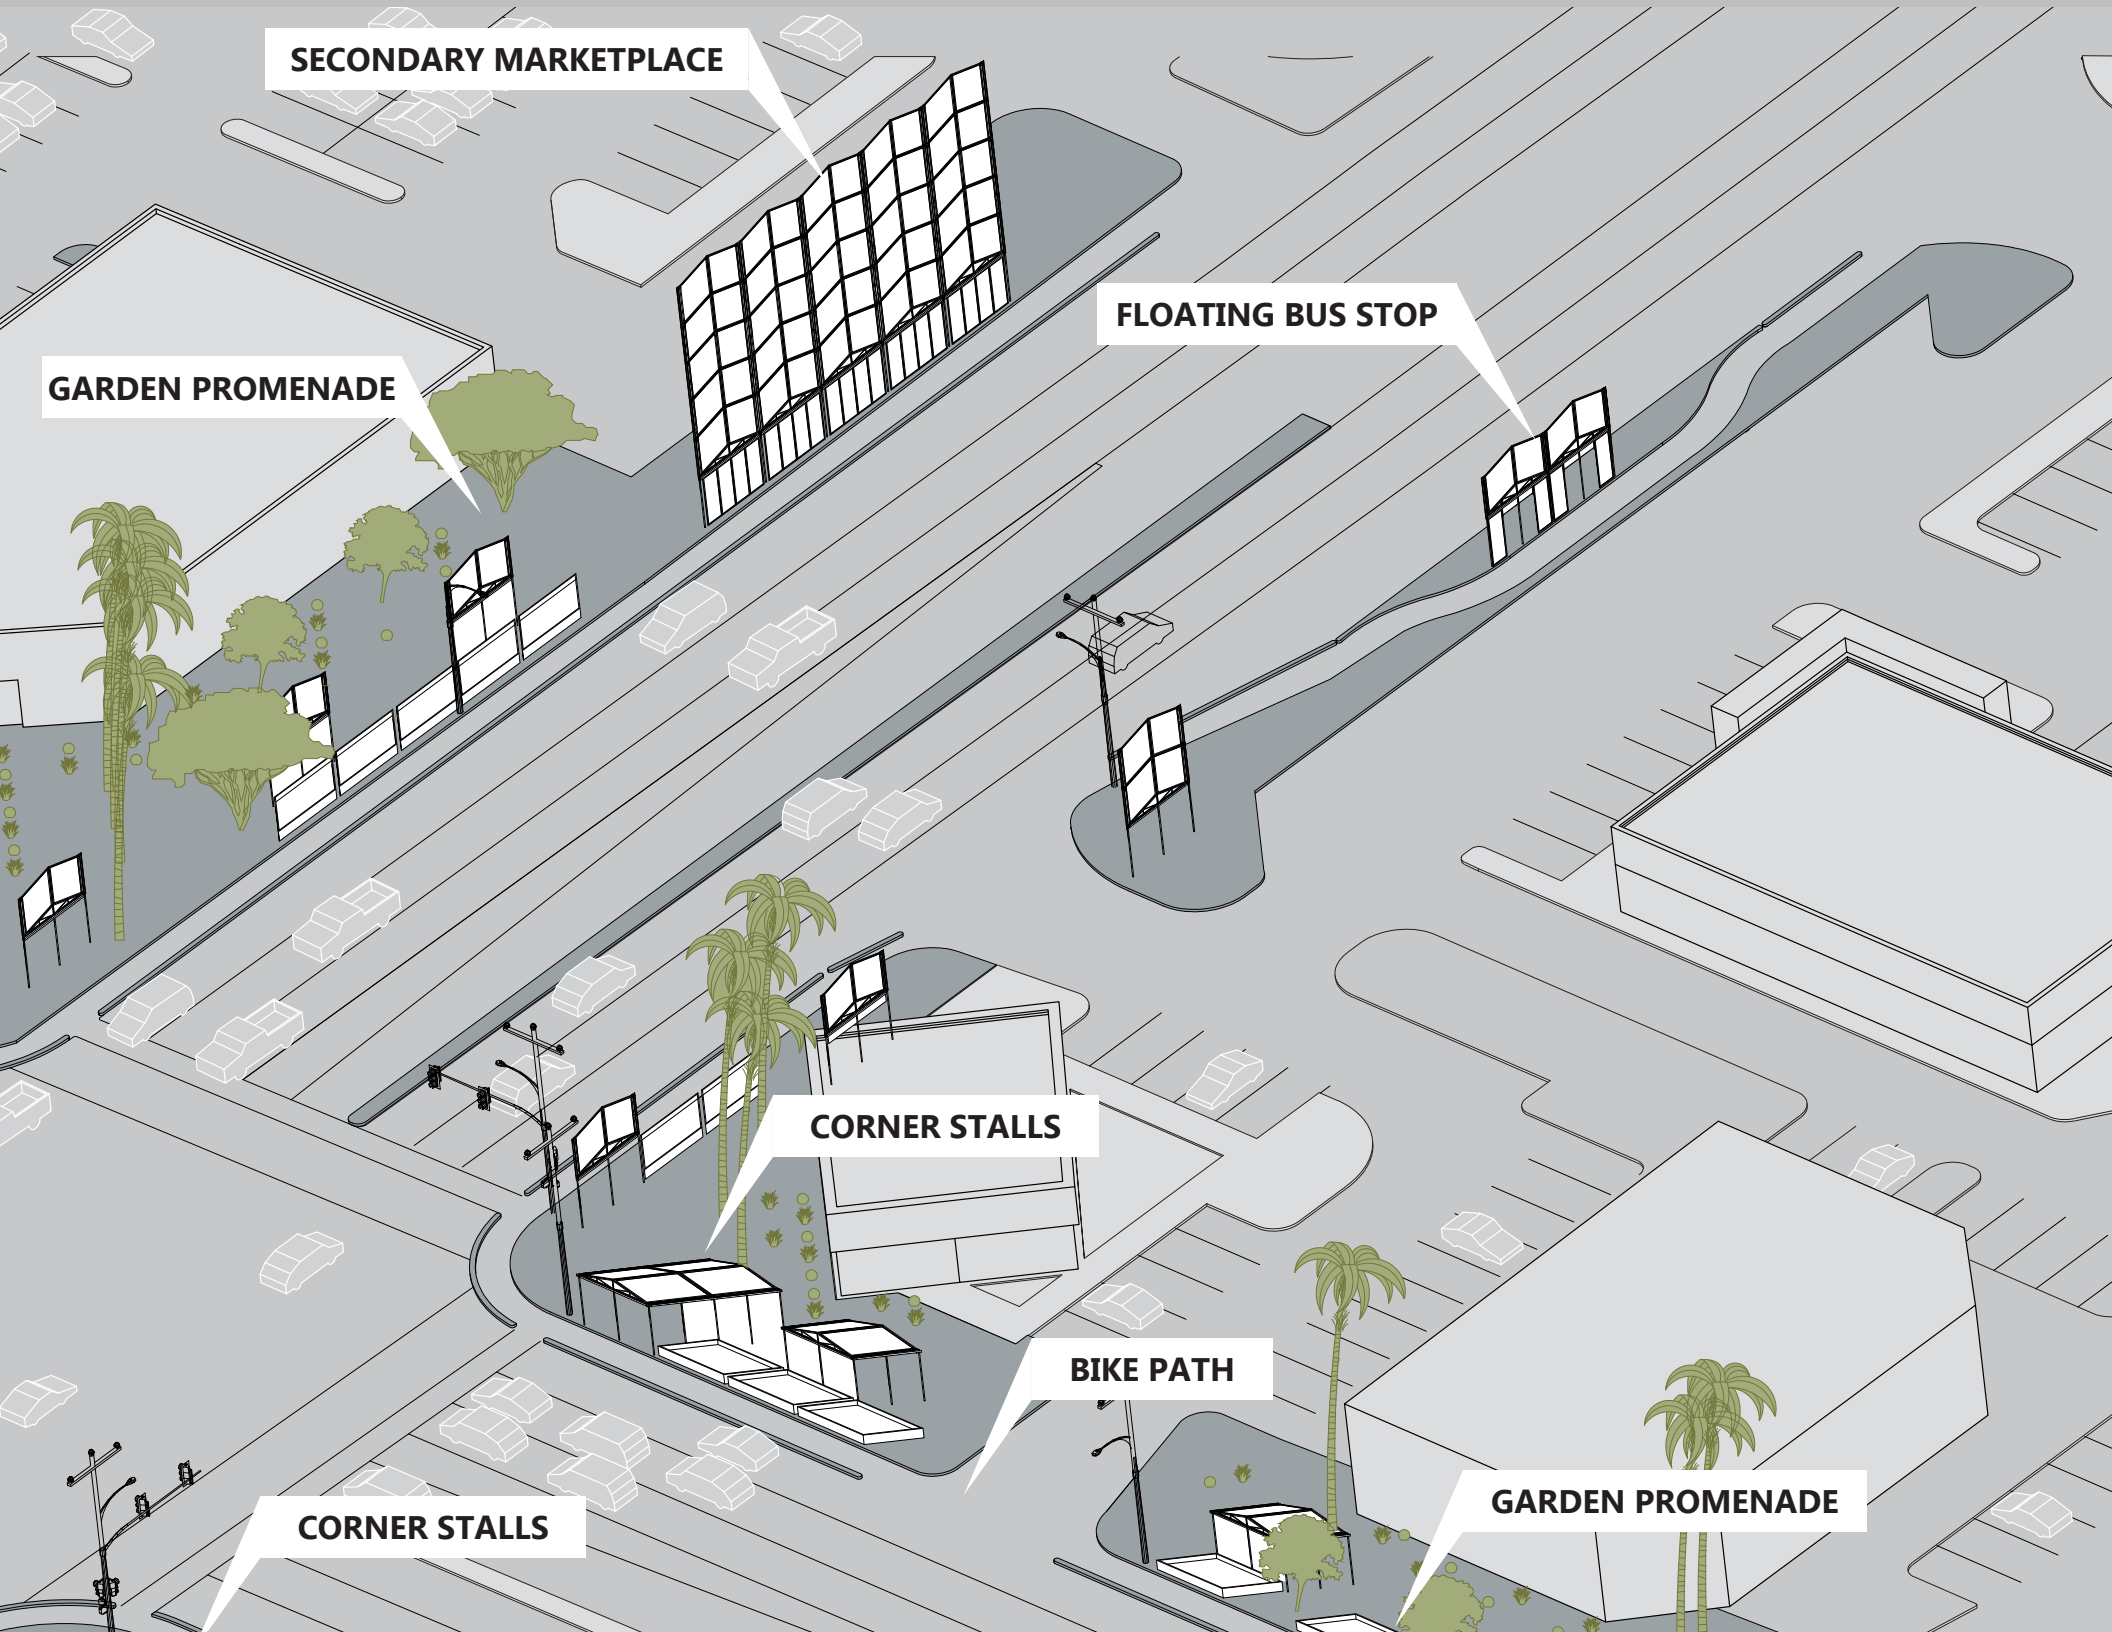 SECONDARY MARKETPLACE
FLOATING BUS STOP
GARDEN PROMENADE
CORNER STALLS
BIKE PATH
GARDEN PROMENADE
CORNER STALLS